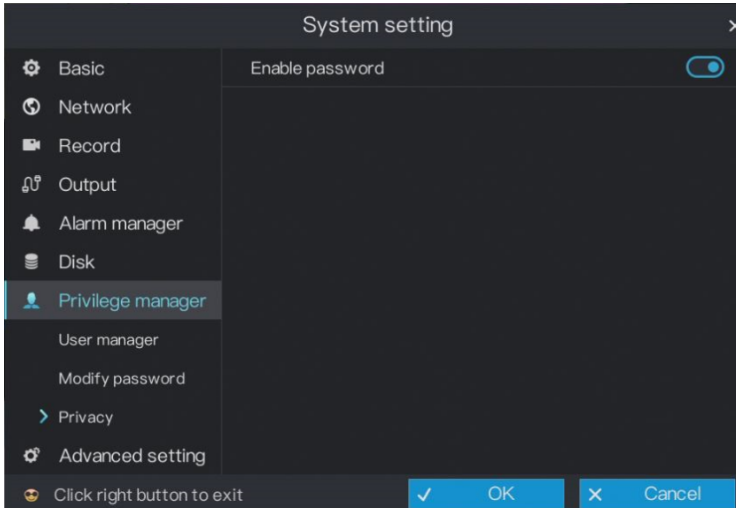 System setting
Basic
Enable password
Network
Record
Output
Alarm manager
Disk
Privilege manager
User manager
Modify password
Privacy
Advanced setting
Click right button to exit
OK
Cancel